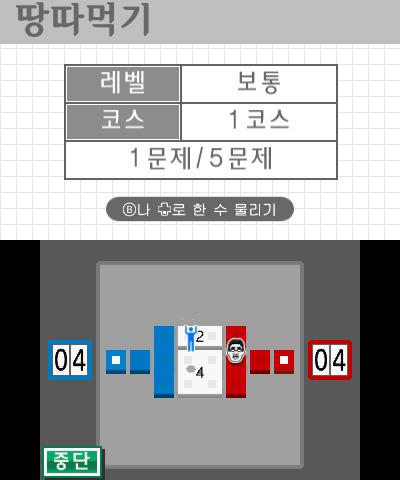 땅따먹기
레벨 보통
코스 1코스
1문제/5문제
Ⓑ나 ✚로 한 수 물리기
2
04 04
4
중단